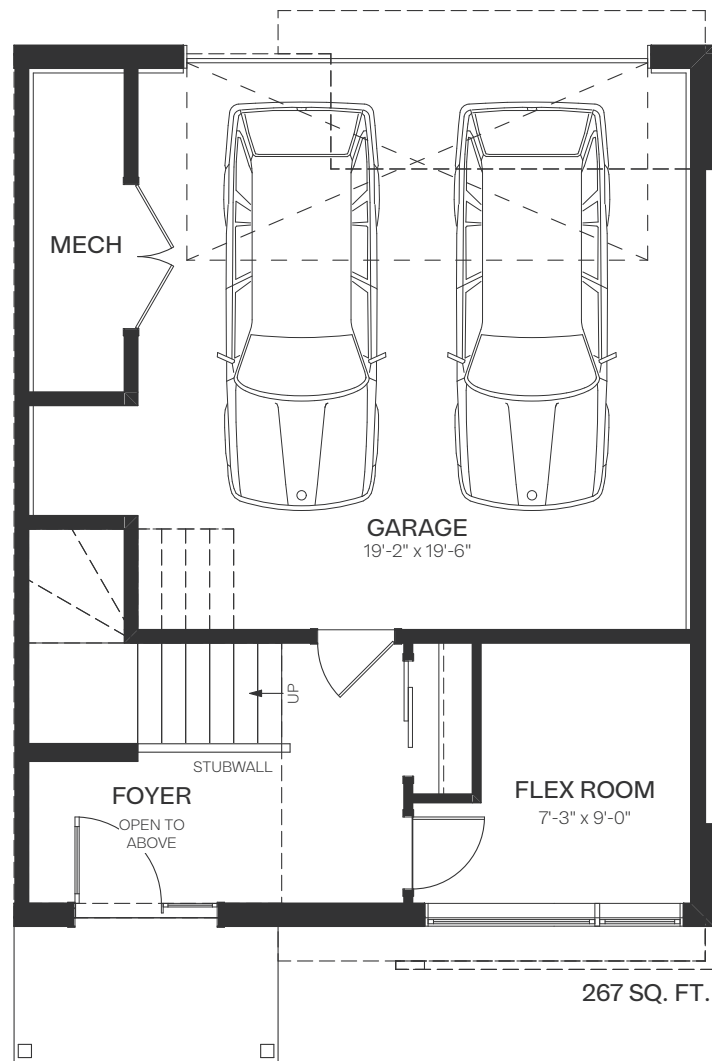 MECH
GARAGE
19'-2" x 19'-6"
UP
STUBWALL
FOYER
OPEN TO
ABOVE
FLEX ROOM
7'-3" x 9'-0"
267 SQ. FT.